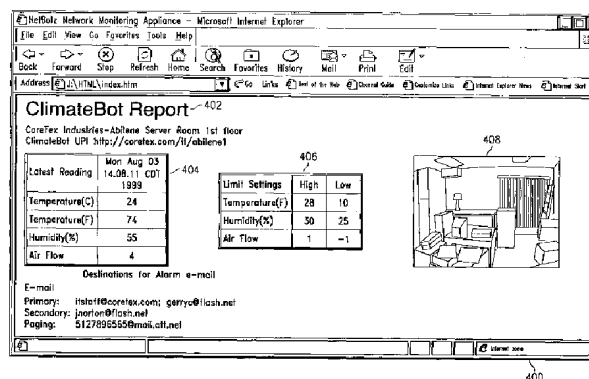 NetBotz Network Monitoring Appliance - Microsoft Internet Explorer
File Edit View Go Favorites Tools Help
Back Forward Stop Refresh Home Search Favorites History Mail Print Edit
Address J:\HTML\index.htm Go Links Best of the Web Channel Guide Customize Links Internet Explorer News Internet Start
ClimateBot Report 402
CoreTex Industries-Abilene Server Room 1st floor
ClimateBot UPI http://coretex.com/it/abilene1
Latest Reading Mon Aug 03 14.08.11 CDT 1999 404
Temperature(C) 24
Temperature(F) 74
Humidity(%) 55
Air Flow 4
406
Limit Settings High Low
Temperature(F) 28 10
Humidity(%) 30 25
Air Flow 1 -1
408
Destinations for Alarm e-mail
E-mail
Primary: itstaff@coretex.com; gerryc@flash.net
Secondary: jnorton@flash.net
Paging: 5127896565@mail.att.net
Internet zone
400